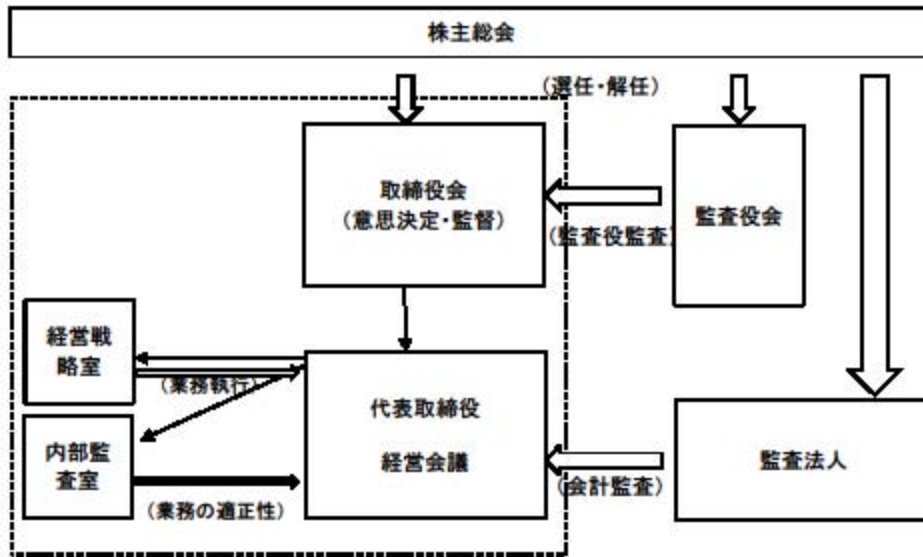 株主総会
(選任・解任)
取締役会
(意思決定・監督)
監査役会
(監査役監査)
経営戦
略室
(業務執行)
代表取締役
経営会議
内部監
査室
(業務の適正性)
監査法人
(会計監査)